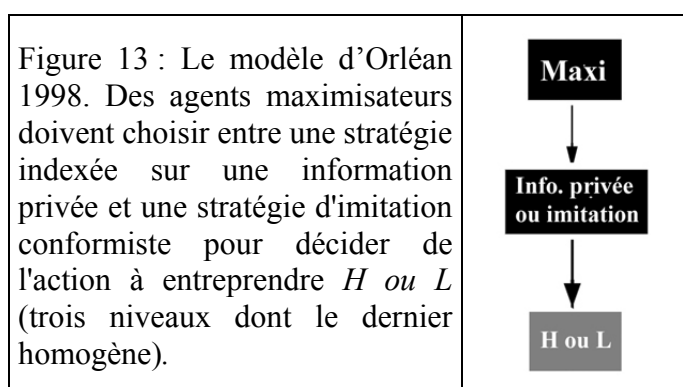 Figure 13 : Le modèle d’Orléan
1998. Des agents maximisateurs
doivent choisir entre une stratégie
indexée sur une information
privée et une stratégie d'imitation
conformiste pour décider de
l'action à entreprendre H ou L
(trois niveaux dont le dernier
homogène).
Maxi
Info. privée
ou imitation
H ou L